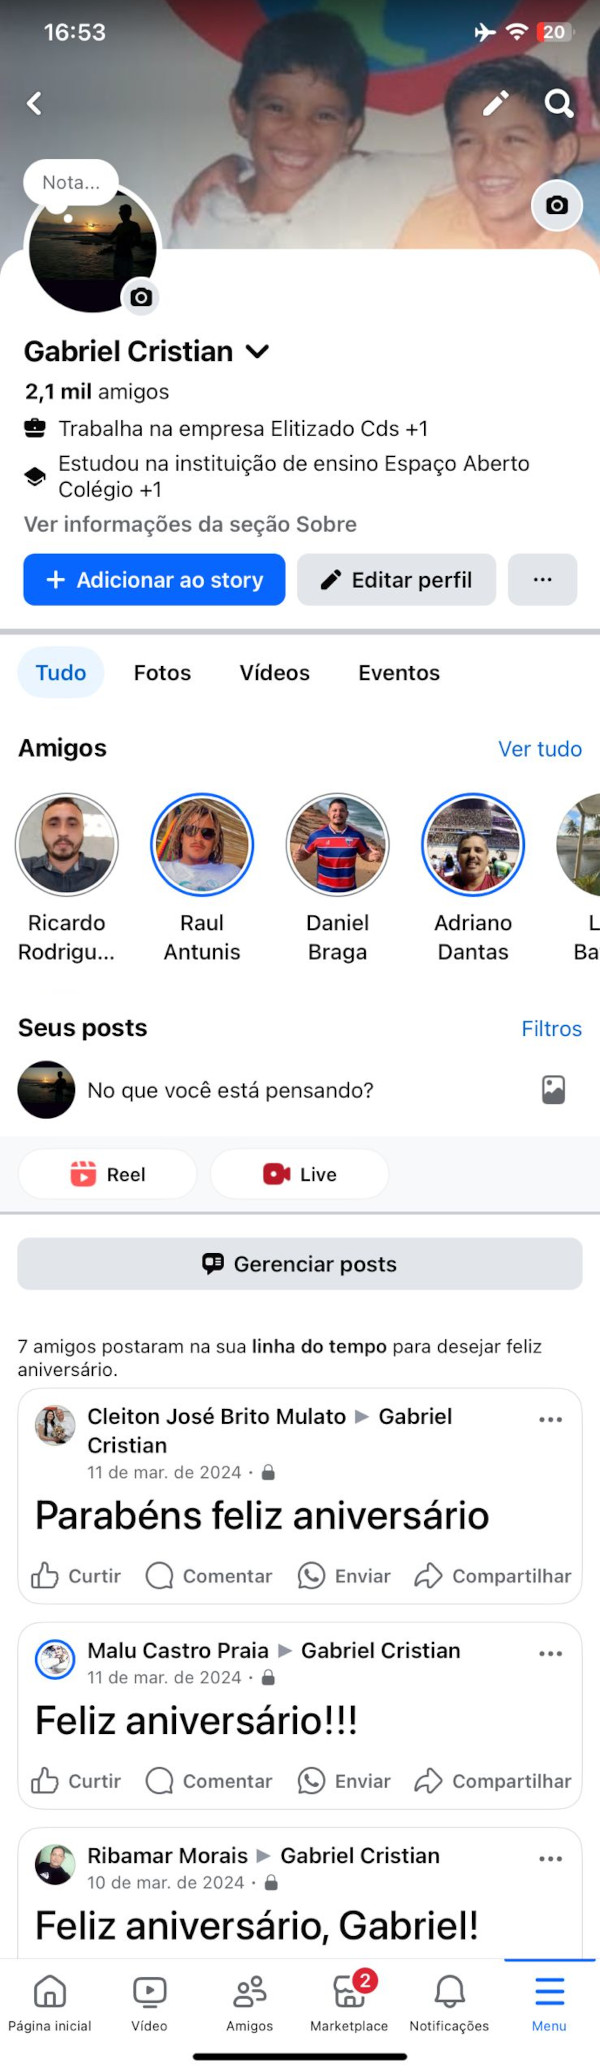 16:53
20
Nota...
Gabriel Cristian
2,1 mil amigos
Trabalha na empresa Elitizado Cds +1
Estudou na instituição de ensino Espaço Aberto
Colégio +1
Ver informações da seção Sobre
+ Adicionar ao story
Editar perfil
...
Tudo
Fotos
Vídeos
Eventos
Amigos
Ver tudo
Ricardo
Rodrigu...
Raul
Antunis
Daniel
Braga
Adriano
Dantas
L
Ba
Seus posts
Filtros
No que você está pensando?
Reel
Live
Gerenciar posts
7 amigos postaram na sua linha do tempo para desejar feliz
aniversário.
Cleiton José Brito Mulato ▶ Gabriel
Cristian
11 de mar. de 2024 ·
Parabéns feliz aniversário
Curtir
Comentar
Enviar
Compartilhar
Malu Castro Praia ▶ Gabriel Cristian
11 de mar. de 2024 ·
Feliz aniversário!!!
Curtir
Comentar
Enviar
Compartilhar
Ribamar Morais ▶ Gabriel Cristian
10 de mar. de 2024 ·
Feliz aniversário, Gabriel!
2
Página inicial
Vídeo
Amigos
Marketplace
Notificações
Menu